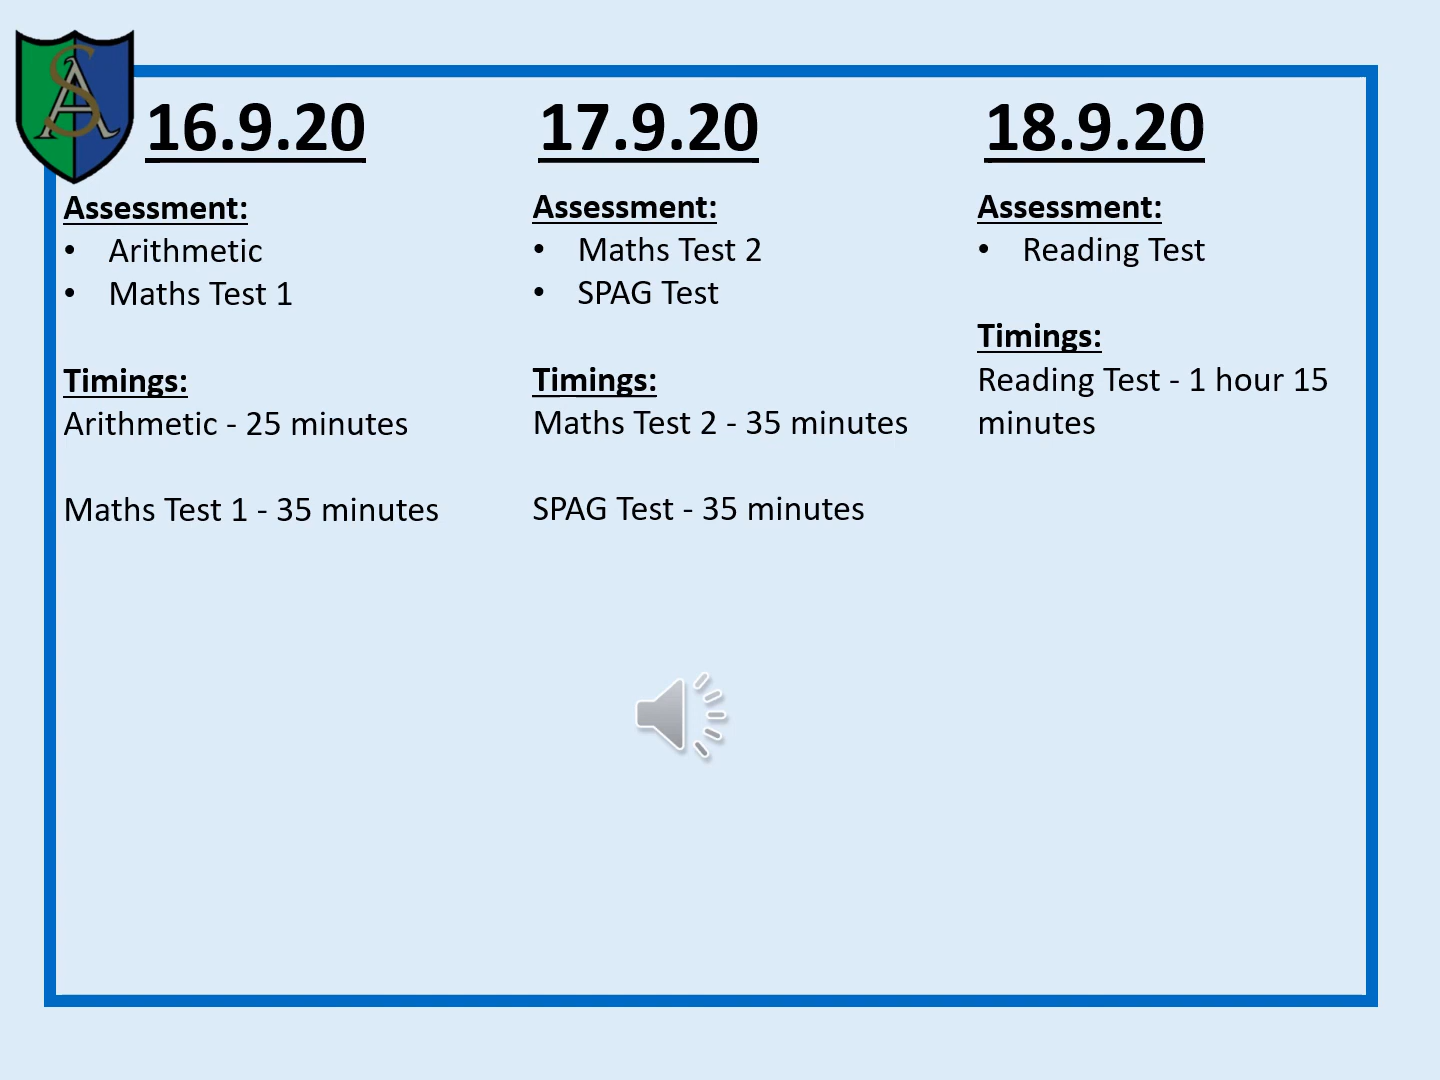 SA
16.9.20
Assessment:
• Arithmetic
• Maths Test 1
Timings:
Arithmetic - 25 minutes
Maths Test 1 - 35 minutes
17.9.20
Assessment:
• Maths Test 2
• SPAG Test
Timings:
Maths Test 2 - 35 minutes
SPAG Test - 35 minutes
18.9.20
Assessment:
• Reading Test
Timings:
Reading Test - 1 hour 15
minutes